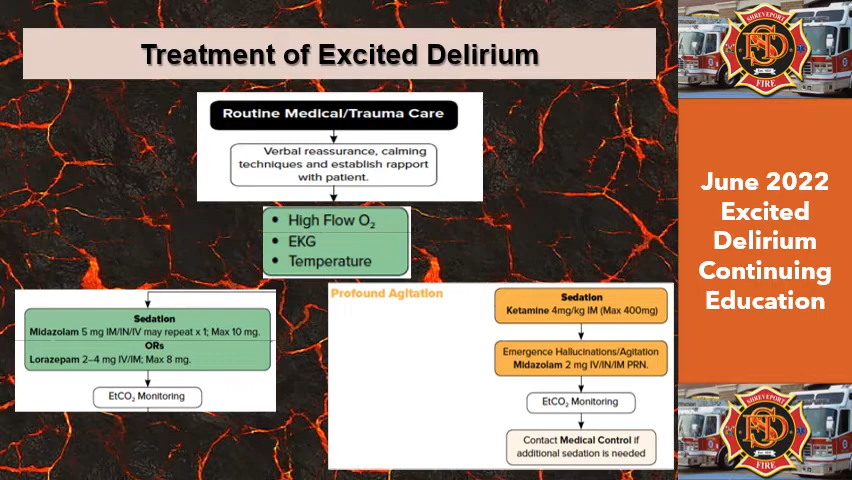 Treatment of Excited Delirium
Routine Medical/Trauma Care
Verbal reassurance, calming
techniques and establish rapport
with patient.
• High Flow O₂
• EKG
• Temperature
Sedation
Midazolam 5 mg IM/IN/IV may repeat x 1; Max 10 mg.
ORs
Lorazepam 2–4 mg IV/IM; Max 8 mg.
EtCO₂ Monitoring
Profound Agitation
Sedation
Ketamine 4mg/kg IM (Max 400mg)
Emergence Hallucinations/Agitation
Midazolam 2 mg IV/IN/IM PRN.
EtCO₂ Monitoring
Contact Medical Control if
additional sedation is needed
SHREVEPORT
FIRE
June 2022
Excited
Delirium
Continuing
Education
SHREVEPORT
FIRE